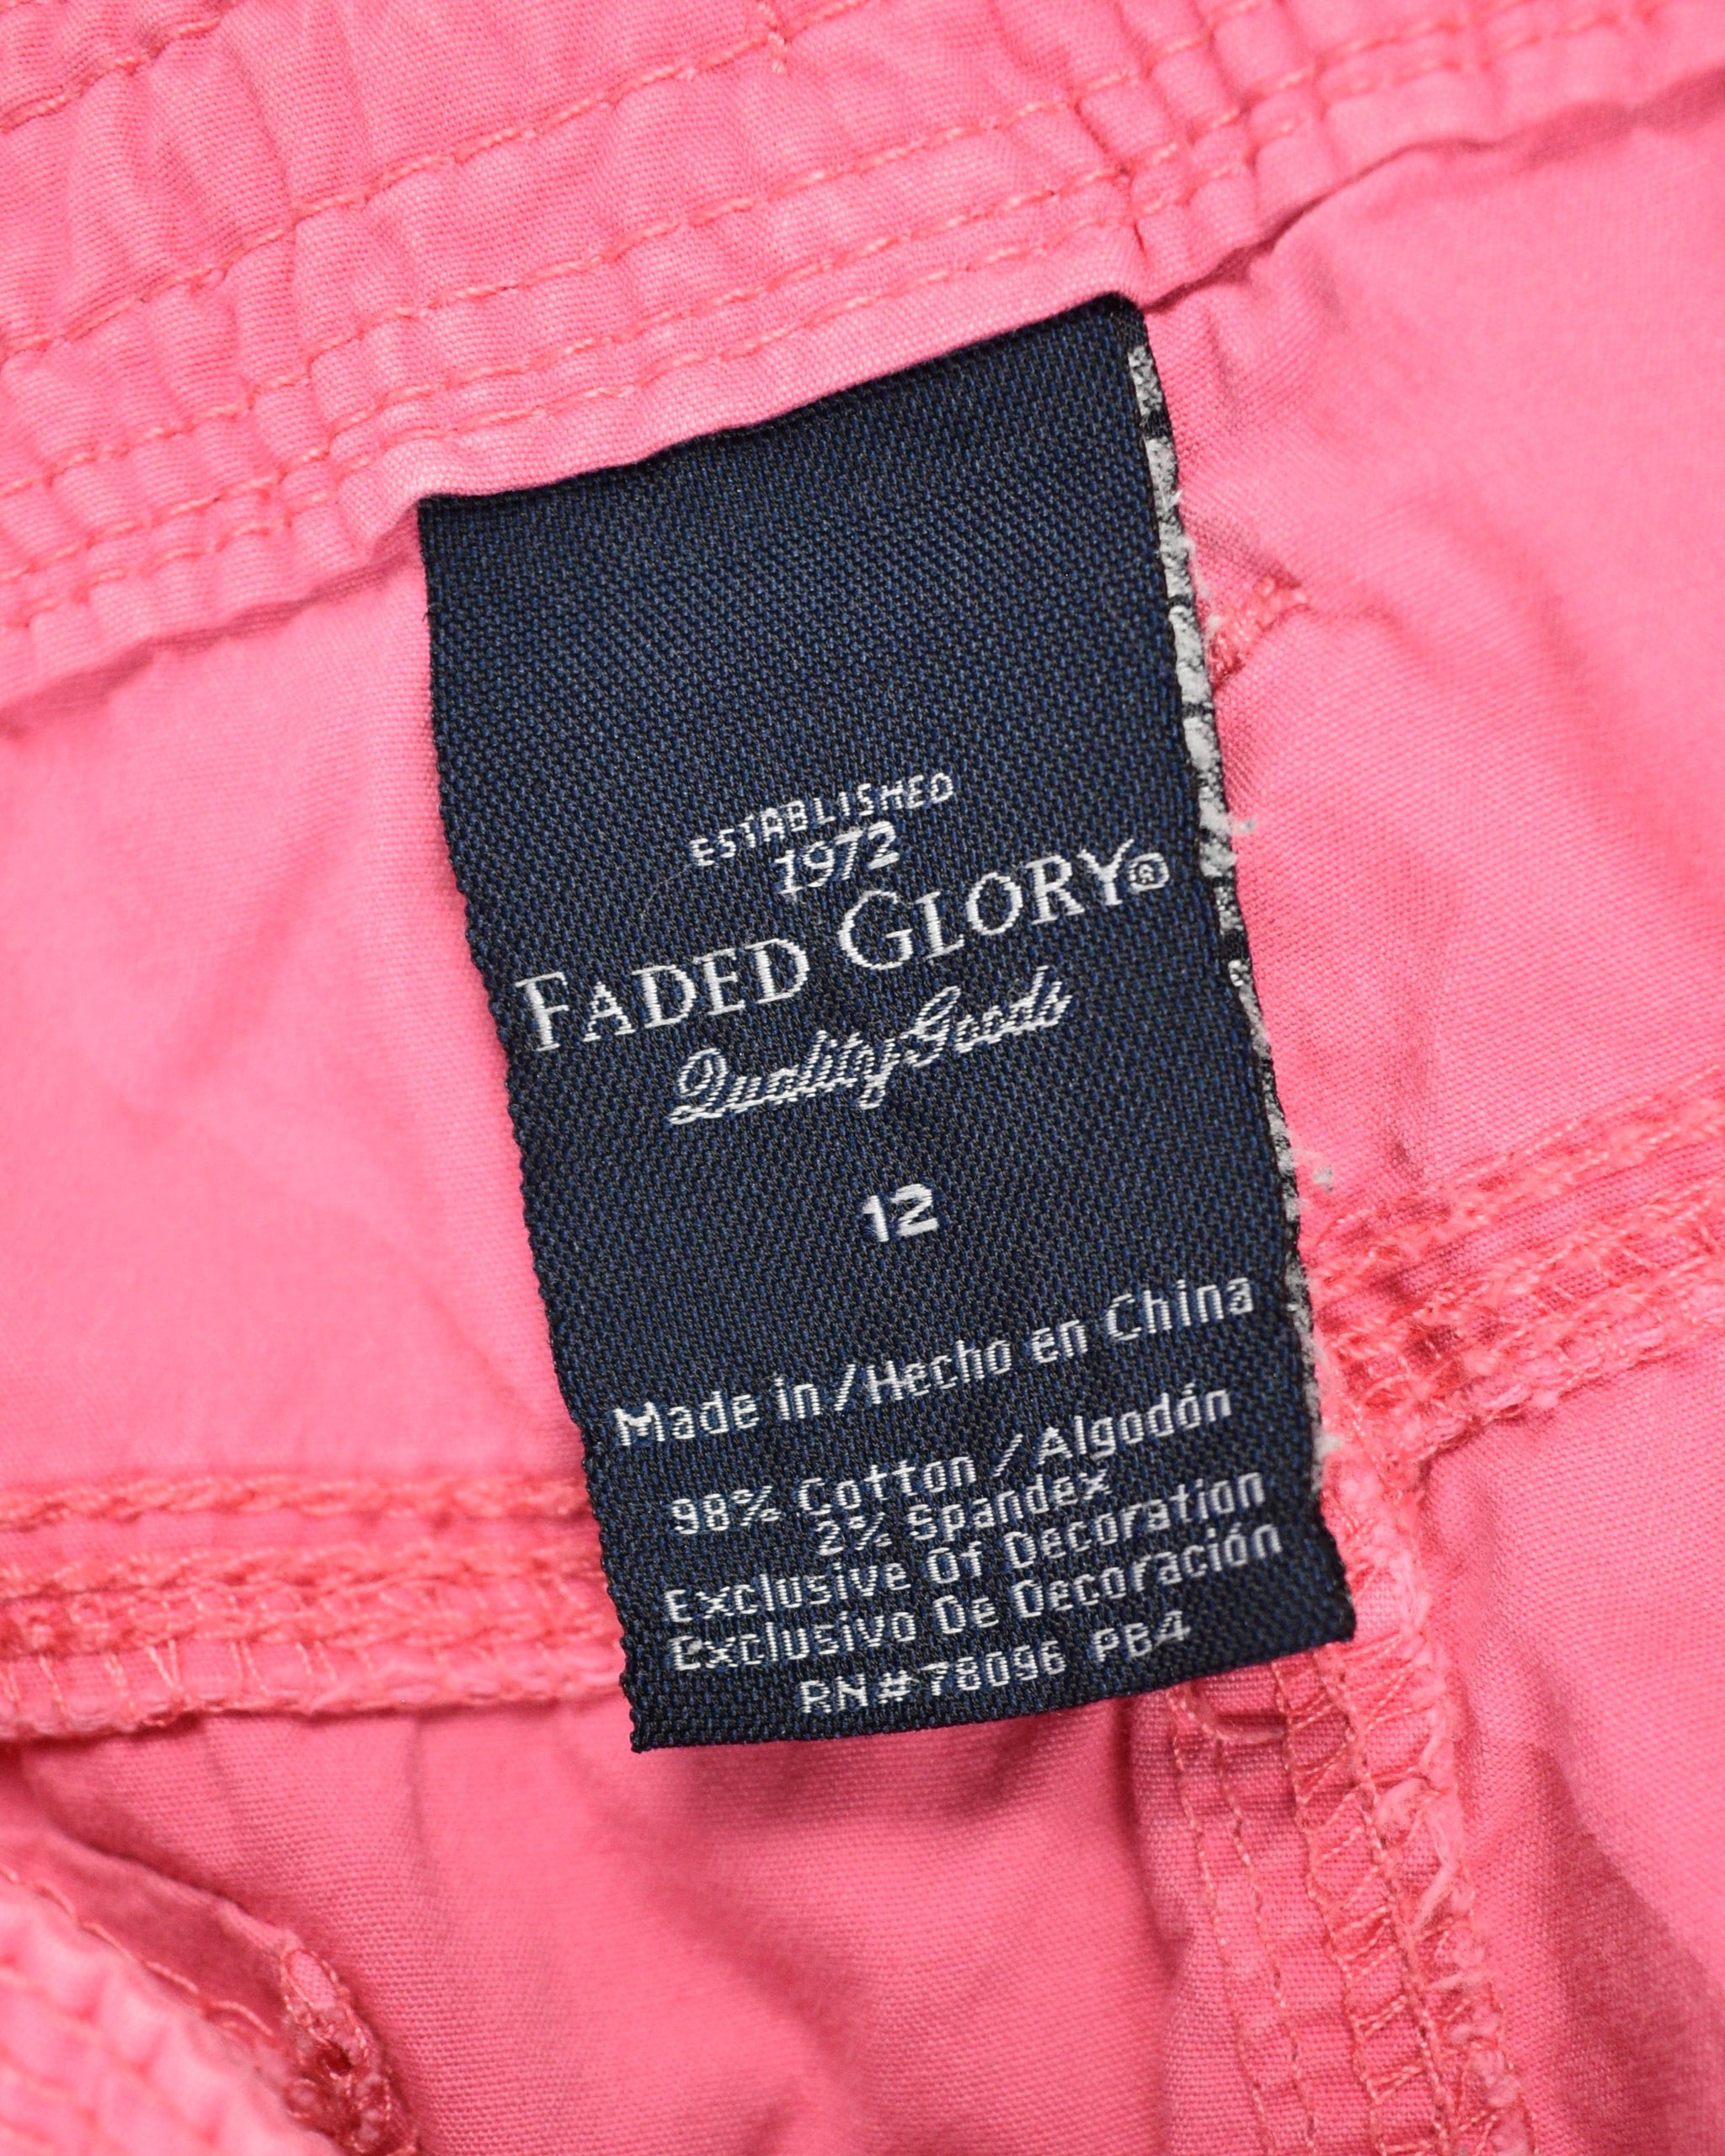 ESTABLISHED
1972
FADED GLORY®
Quality Goods
12
Made in/Hecho en China
98% Cotton / Algodón
2% Spandex
Exclusive Of Decoration
Exclusivo De Decoración
RN#78096 PB4